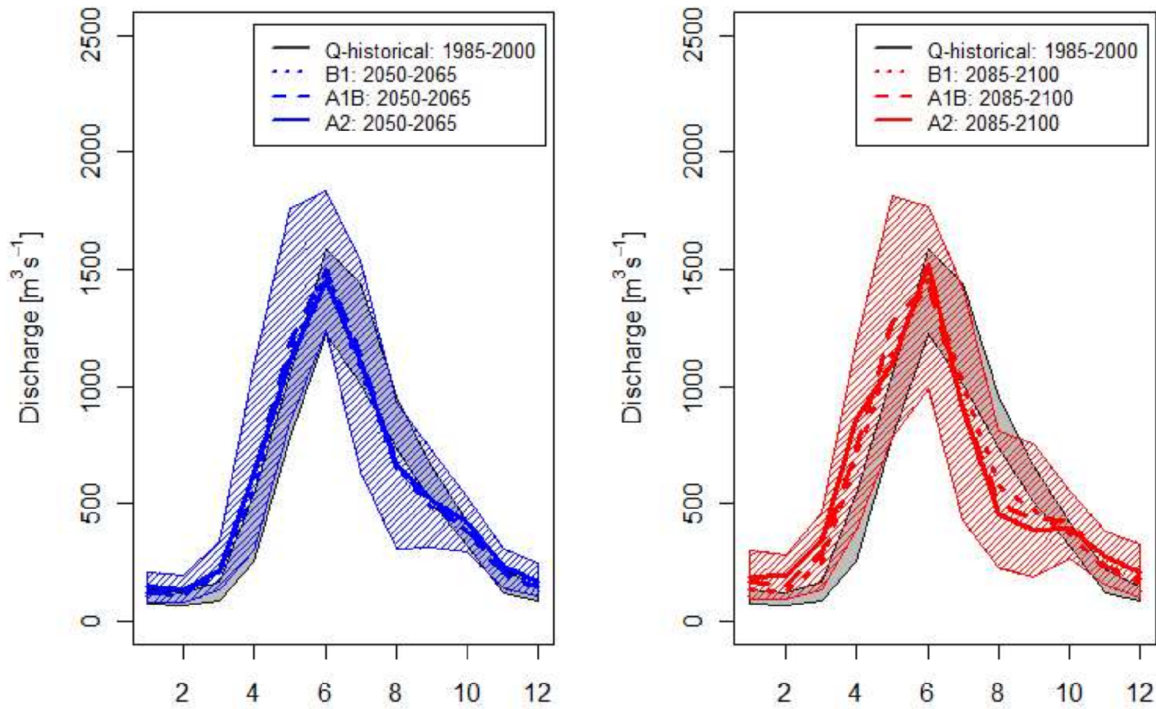 Q-historical: 1985-2000
B1: 2050-2065
A1B: 2050-2065
A2: 2050-2065
Discharge [m³ s⁻¹]
2500
2000
1500
1000
500
0
2 4 6 8 10 12
Q-historical: 1985-2000
B1: 2085-2100
A1B: 2085-2100
A2: 2085-2100
Discharge [m³ s⁻¹]
2500
2000
1500
1000
500
0
2 4 6 8 10 12